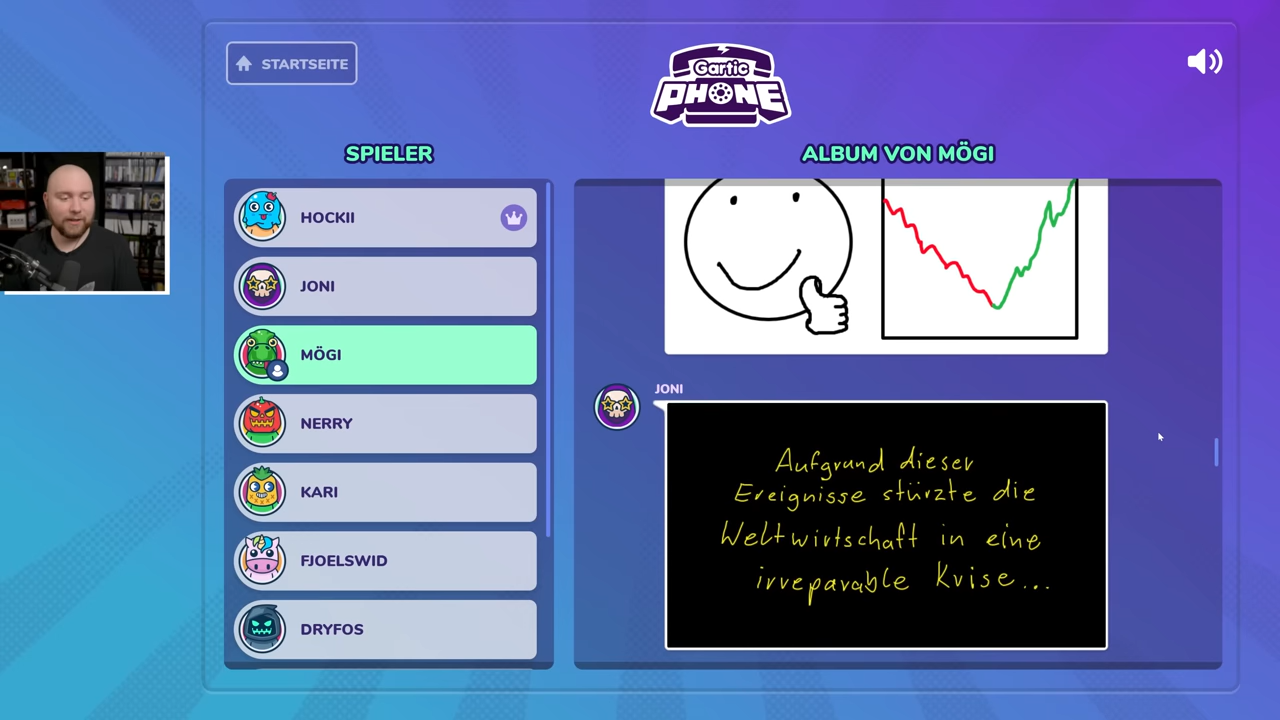 STARTSEITE
Gartic
PHONE
SPIELER
ALBUM VON MÖGI
HOCKII
JONI
MÖGI
NERRY
KARI
FJOELSWID
DRYFOS
JONI
Aufgrund dieser
Ereignisse stürzte die
Weltwirtschaft in eine
irreparable Krise...